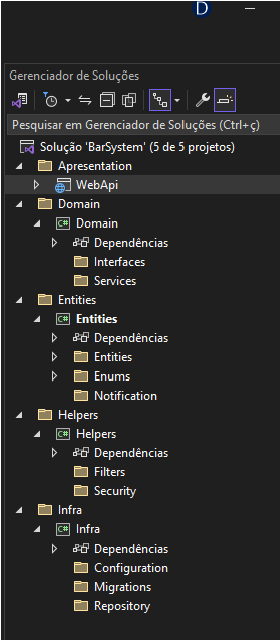 D
Gerenciador de Soluções
Pesquisar em Gerenciador de Soluções (Ctrl+ç)
Solução 'BarSystem' (5 de 5 projetos)
Apresentation
WebApi
Domain
C# Domain
Dependências
Interfaces
Services
Entities
C# Entities
Dependências
Entities
Enums
Notification
Helpers
C# Helpers
Dependências
Filters
Security
Infra
C# Infra
Dependências
Configuration
Migrations
Repository